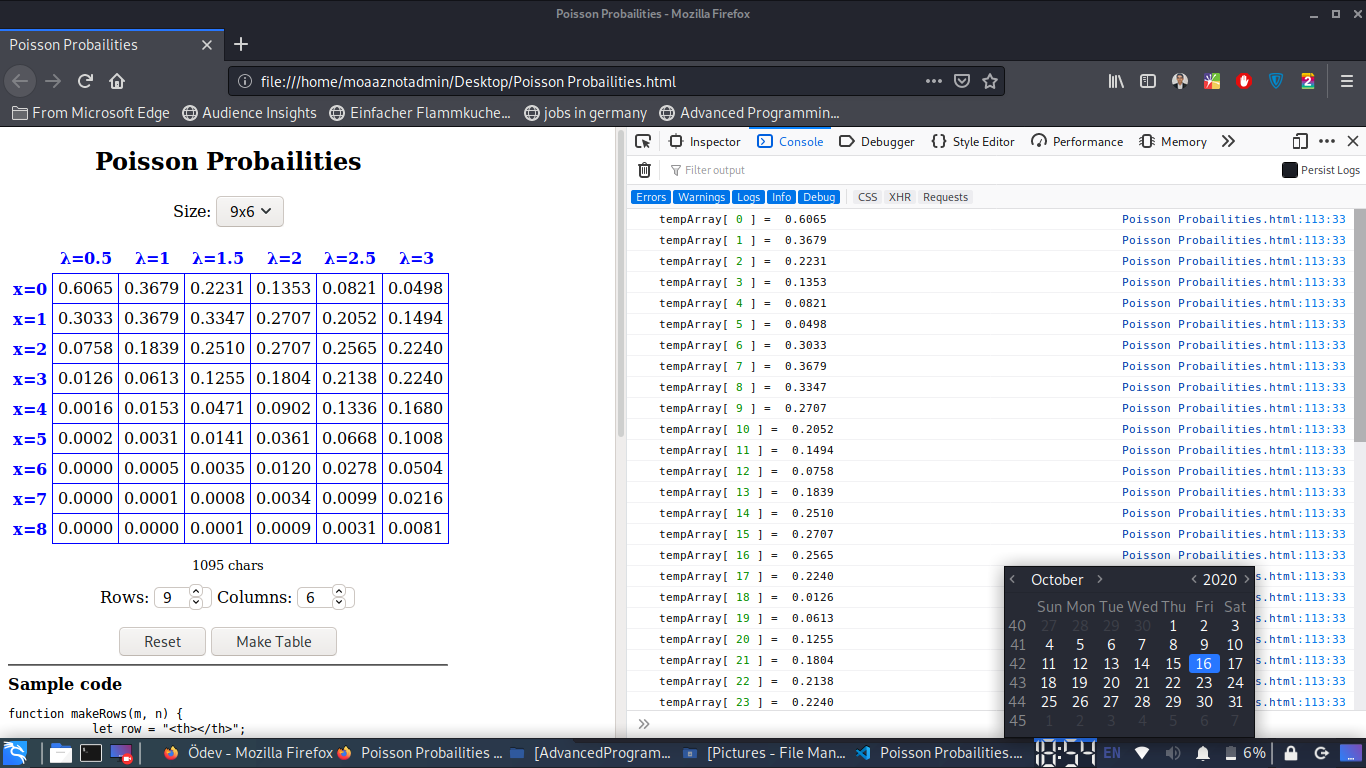 Poisson Probailities - Mozilla Firefox
Poisson Probailities
file:///home/moaaznotadmin/Desktop/Poisson Probailities.html
From Microsoft Edge Audience Insights Einfacher Flammkuche... jobs in germany Advanced Programmin...
Poisson Probailities
Size: 9x6
λ=0.5 λ=1 λ=1.5 λ=2 λ=2.5 λ=3
x=0 0.6065 0.3679 0.2231 0.1353 0.0821 0.0498
x=1 0.3033 0.3679 0.3347 0.2707 0.2052 0.1494
x=2 0.0758 0.1839 0.2510 0.2707 0.2565 0.2240
x=3 0.0126 0.0613 0.1255 0.1804 0.2138 0.2240
x=4 0.0016 0.0153 0.0471 0.0902 0.1336 0.1680
x=5 0.0002 0.0031 0.0141 0.0361 0.0668 0.1008
x=6 0.0000 0.0005 0.0035 0.0120 0.0278 0.0504
x=7 0.0000 0.0001 0.0008 0.0034 0.0099 0.0216
x=8 0.0000 0.0000 0.0001 0.0009 0.0031 0.0081
1095 chars
Rows: 9 Columns: 6
Reset Make Table
Sample code
function makeRows(m, n) {
let row = "<th></th>";
Inspector Console Debugger Style Editor Performance Memory
Filter output Persist Logs
Errors Warnings Logs Info Debug CSS XHR Requests
tempArray[ 0 ] = 0.6065 Poisson Probailities.html:113:33
tempArray[ 1 ] = 0.3679 Poisson Probailities.html:113:33
tempArray[ 2 ] = 0.2231 Poisson Probailities.html:113:33
tempArray[ 3 ] = 0.1353 Poisson Probailities.html:113:33
tempArray[ 4 ] = 0.0821 Poisson Probailities.html:113:33
tempArray[ 5 ] = 0.0498 Poisson Probailities.html:113:33
tempArray[ 6 ] = 0.3033 Poisson Probailities.html:113:33
tempArray[ 7 ] = 0.3679 Poisson Probailities.html:113:33
tempArray[ 8 ] = 0.3347 Poisson Probailities.html:113:33
tempArray[ 9 ] = 0.2707 Poisson Probailities.html:113:33
tempArray[ 10 ] = 0.2052 Poisson Probailities.html:113:33
tempArray[ 11 ] = 0.1494 Poisson Probailities.html:113:33
tempArray[ 12 ] = 0.0758 Poisson Probailities.html:113:33
tempArray[ 13 ] = 0.1839 Poisson Probailities.html:113:33
tempArray[ 14 ] = 0.2510 Poisson Probailities.html:113:33
tempArray[ 15 ] = 0.2707 Poisson Probailities.html:113:33
tempArray[ 16 ] = 0.2565 Poisson Probailities.html:113:33
tempArray[ 17 ] = 0.2240 s.html:113:33
tempArray[ 18 ] = 0.0126 s.html:113:33
tempArray[ 19 ] = 0.0613 s.html:113:33
tempArray[ 20 ] = 0.1255 s.html:113:33
tempArray[ 21 ] = 0.1804 s.html:113:33
tempArray[ 22 ] = 0.2138 s.html:113:33
tempArray[ 23 ] = 0.2240 s.html:113:33
October 2020
Sun Mon Tue Wed Thu Fri Sat
40 27 28 29 30 1 2 3
41 4 5 6 7 8 9 10
42 11 12 13 14 15 16 17
43 18 19 20 21 22 23 24
44 25 26 27 28 29 30 31
45 1 2 3 4 5 6 7
Ödev - Mozilla Firefox Poisson Probailities ... [AdvancedProgram... [Pictures - File Man... Poisson Probailities.... 10:54 EN 6%